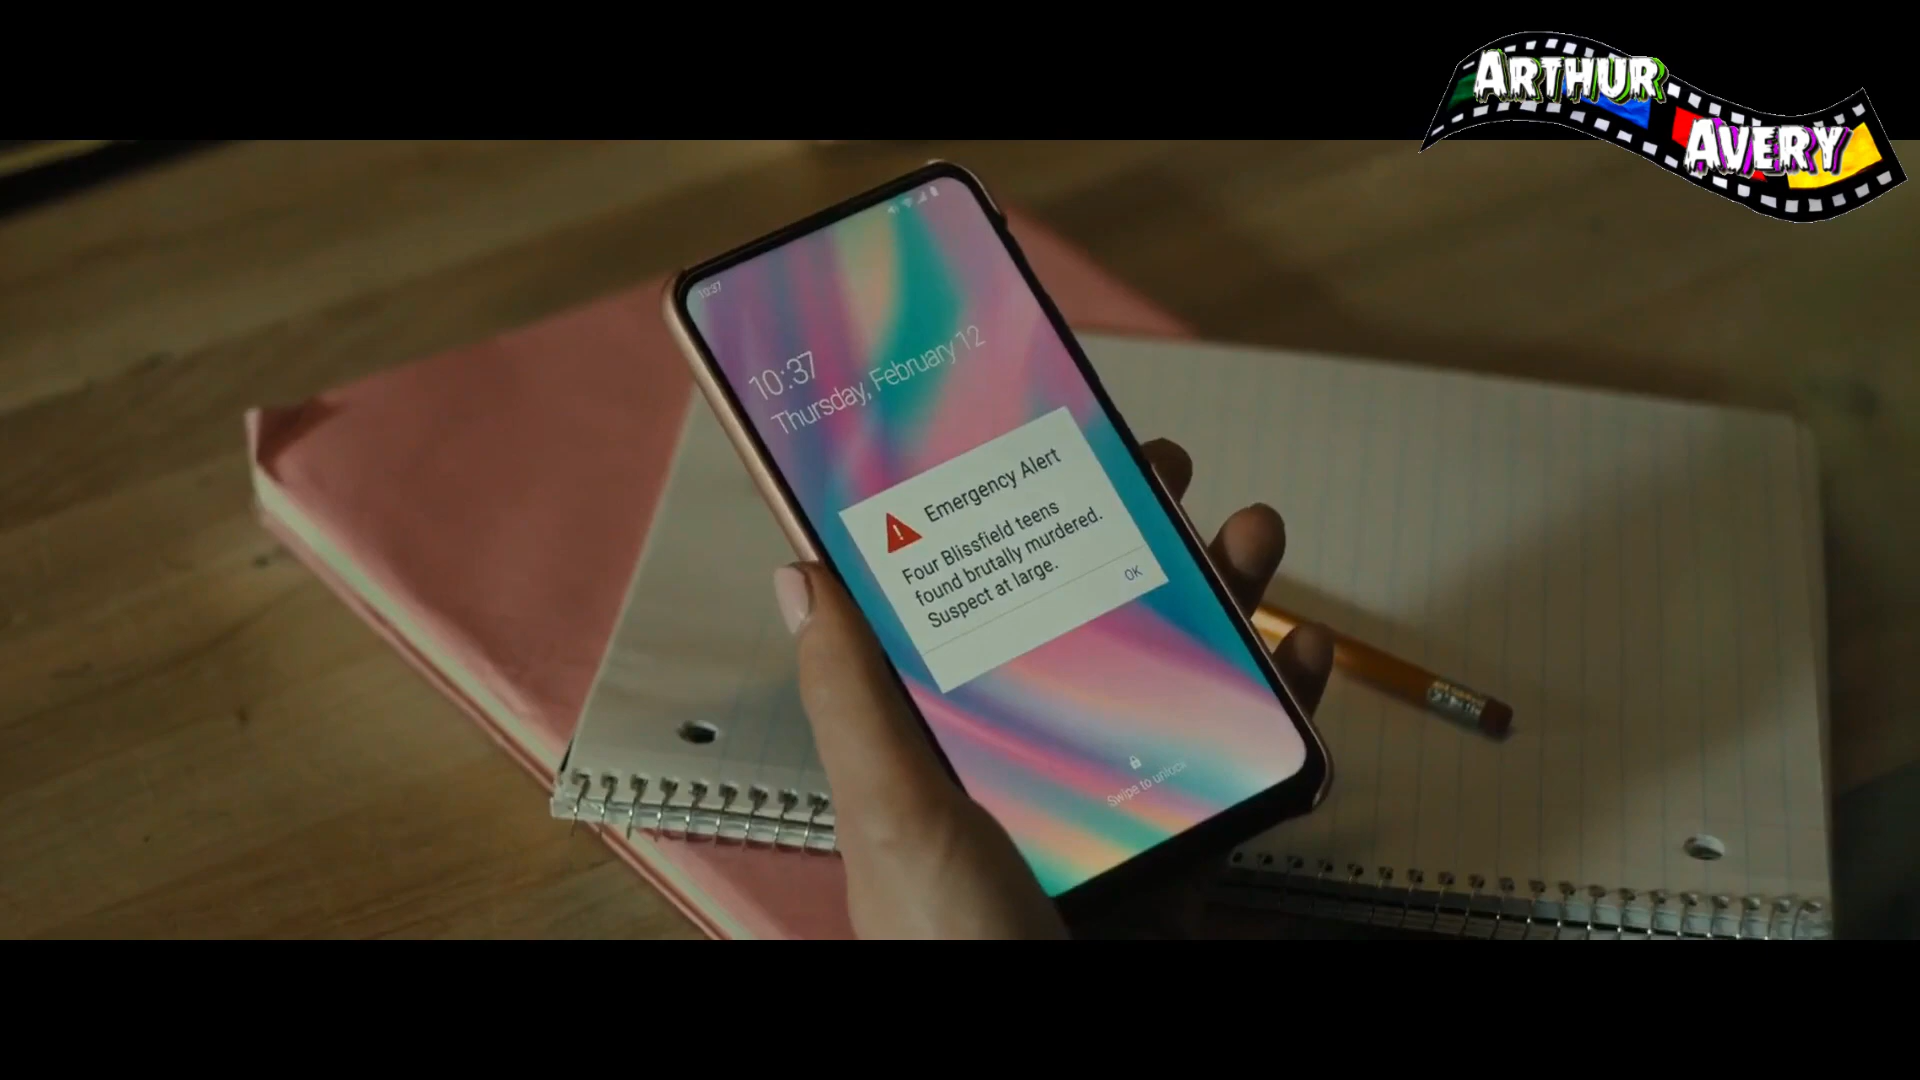 ARTHUR
AVERY
10:37
10:37
Thursday, February 12
Emergency Alert
Four Blissfield teens
found brutally murdered.
Suspect at large.
OK
Swipe to unlock